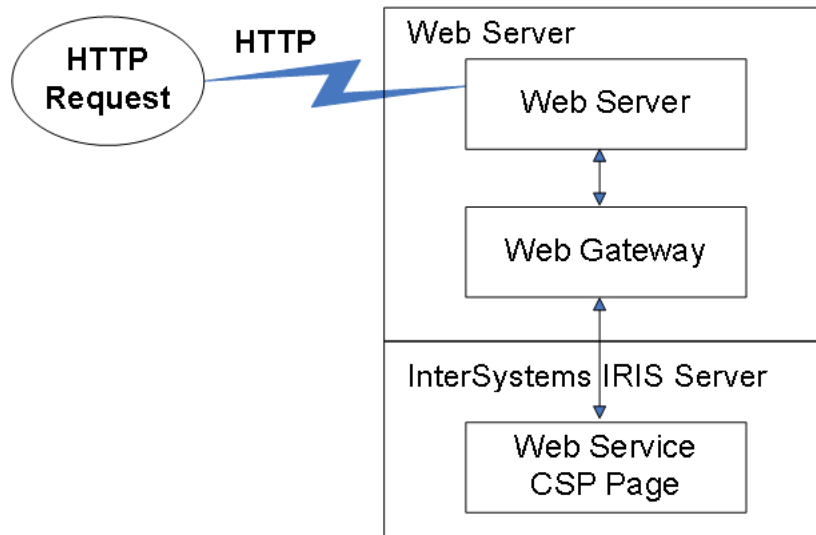 HTTP
Request
HTTP
Web Server
Web Server
Web Gateway
InterSystems IRIS Server
Web Service
CSP Page